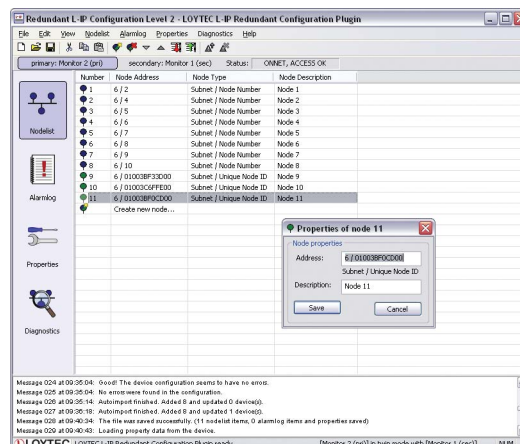 Redundant L-IP Configuration Level 2 - LOYTEC L-IP Redundant Configuration Plugin
File Edit View Nodelist Alarmlog Properties Diagnostics Help
primary: Monitor 2 (pri) secondary: Monitor 1 (sec) Status: ONNET, ACCESS OK
Number Node Address Node Type Node Description
1 6 / 2 Subnet / Node Number Node 1
2 6 / 4 Subnet / Node Number Node 2
3 6 / 5 Subnet / Node Number Node 3
4 6 / 6 Subnet / Node Number Node 4
5 6 / 7 Subnet / Node Number Node 5
6 6 / 8 Subnet / Node Number Node 6
7 6 / 9 Subnet / Node Number Node 7
8 6 / 10 Subnet / Node Number Node 8
9 6 / 01003BF33D00 Subnet / Unique Node ID Node 9
10 6 / 01003C6FFE00 Subnet / Unique Node ID Node 10
11 6 / 01003BF0CD00 Subnet / Unique Node ID Node 11
Create new node...
Nodelist
Alarmlog
Properties
Diagnostics
Properties of node 11
Node properties
Address: 6 / 01003BF0CD00
Subnet / Unique Node ID
Description: Node 11
Save Cancel
Message 024 at 09:35:04: Good! The device configuration seems to have no errors.
Message 025 at 09:35:04: No errors were found in the configuration.
Message 026 at 09:35:14: Autoimport finished. Added 8 and updated 0 device(s).
Message 027 at 09:36:18: Autoimport finished. Added 8 and updated 1 device(s).
Message 028 at 09:40:34: The file was saved successfully. (11 nodelist items, 0 alarmlog items and properties saved)
Message 029 at 09:40:43: Loading property data from the device.
LOYTEC LOYTEC L-IP Redundant Configuration Plugin ready [Monitor 2 (pri)] in twin mode with [Monitor 1 (sec)] NUM